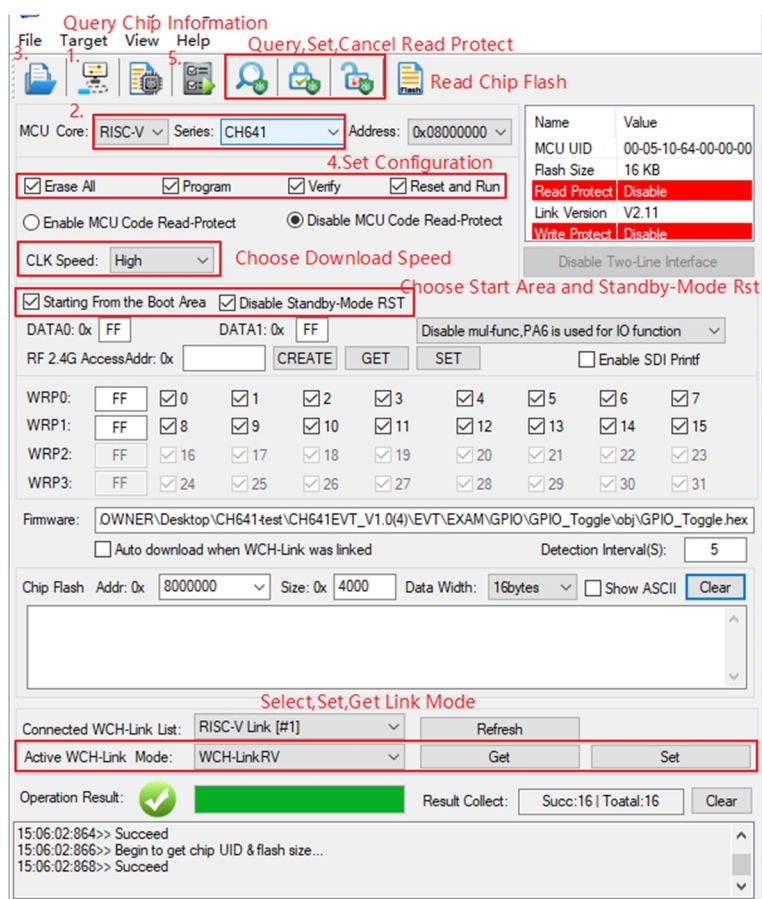 Query Chip Information
File Target View Help
Query,Set,Cancel Read Protect
3.
1.
5.
Flash
Read Chip Flash
2.
MCU Core: RISC-V Series: CH641 Address: 0x08000000
Name Value
MCU UID 00-05-10-64-00-00-00
Flash Size 16 KB
Read Protect Disable
Link Version V2.11
Write Protect Disable
4.Set Configuration
Erase All Program Verify Reset and Run
Enable MCU Code Read-Protect Disable MCU Code Read-Protect
CLK Speed: High Choose Download Speed
Disable Two-Line Interface
Choose Start Area and Standby-Mode Rst
Starting From the Boot Area Disable Standby-Mode RST
DATA0: 0x FF DATA1: 0x FF Disable mul-func,PA6 is used for IO function
RF 2.4G AccessAddr: 0x CREATE GET SET Enable SDI Printf
WRP0: FF 0 1 2 3 4 5 6 7
WRP1: FF 8 9 10 11 12 13 14 15
WRP2: FF 16 17 18 19 20 21 22 23
WRP3: FF 24 25 26 27 28 29 30 31
Firmware: OWNER\Desktop\CH641-test\CH641EVT_V1.0(4)\EVT\EXAM\GPIO\GPIO_Toggle\obj\GPIO_Toggle.hex
Auto download when WCH-Link was linked Detection Interval(S): 5
Chip Flash Addr: 0x 8000000 Size: 0x 4000 Data Width: 16bytes Show ASCII Clear
Select,Set,Get Link Mode
Connected WCH-Link List: RISC-V Link [#1] Refresh
Active WCH-Link Mode: WCH-LinkRV Get Set
Operation Result: Result Collect: Succ:16 | Toatal:16 Clear
15:06:02:864>> Succeed
15:06:02:866>> Begin to get chip UID & flash size...
15:06:02:868>> Succeed